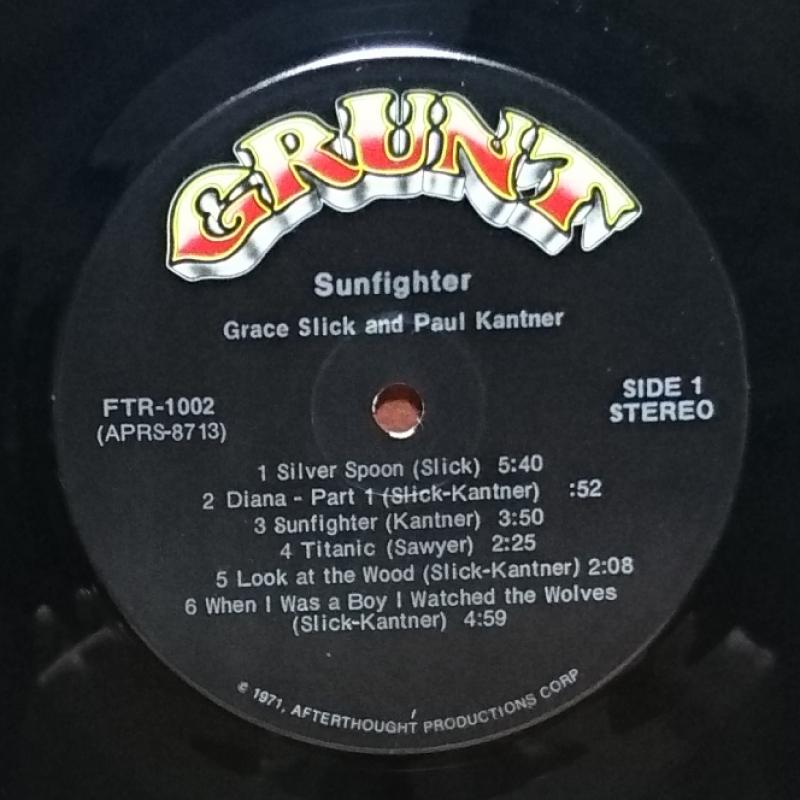 GRUNT
Sunfighter
Grace Slick and Paul Kantner
FTR-1002
(APRS-8713)
SIDE 1
STEREO
1 Silver Spoon (Slick) 5:40
2 Diana - Part 1 (Slick-Kantner) :52
3 Sunfighter (Kantner) 3:50
4 Titanic (Sawyer) 2:25
5 Look at the Wood (Slick-Kantner) 2:08
6 When I Was a Boy I Watched the Wolves
(Slick-Kantner) 4:59
© 1971, AFTERTHOUGHT PRODUCTIONS CORP